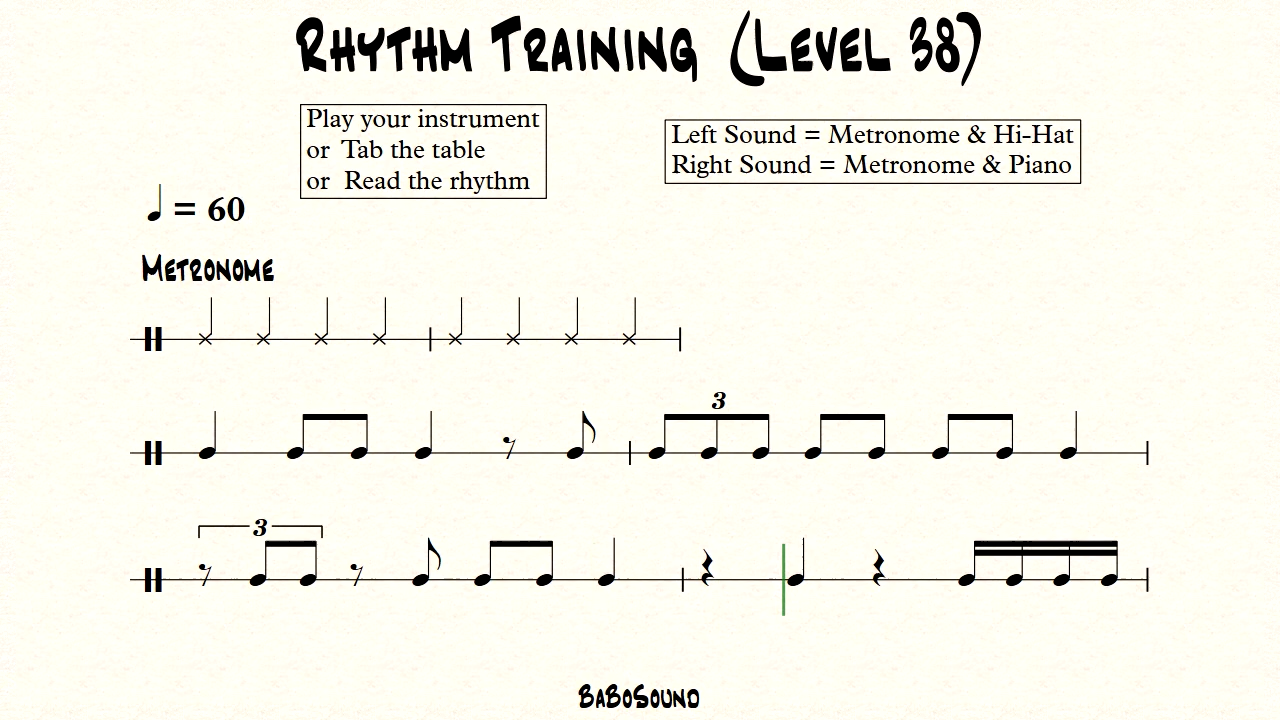 Rhythm Training (Level 38)
Play your instrument
or Tab the table
or Read the rhythm
Left Sound = Metronome & Hi-Hat
Right Sound = Metronome & Piano
♩ = 60
Metronome
3
3
BaBoSound